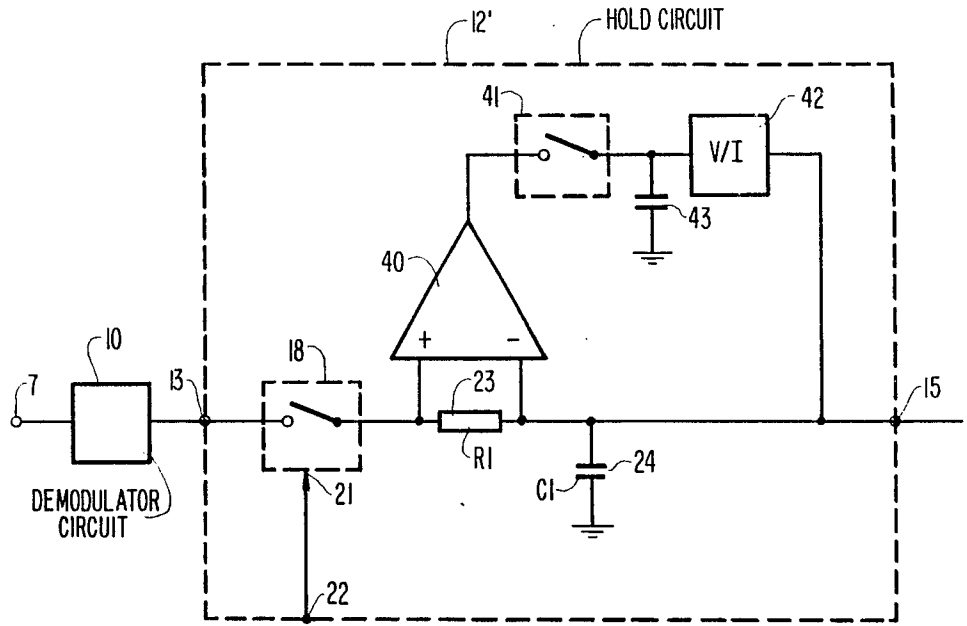 12'
HOLD CIRCUIT
41
42
V/I
43
40
+ -
10
18
7
13
23
15
R1
24
C1
21
DEMODULATOR
CIRCUIT
22